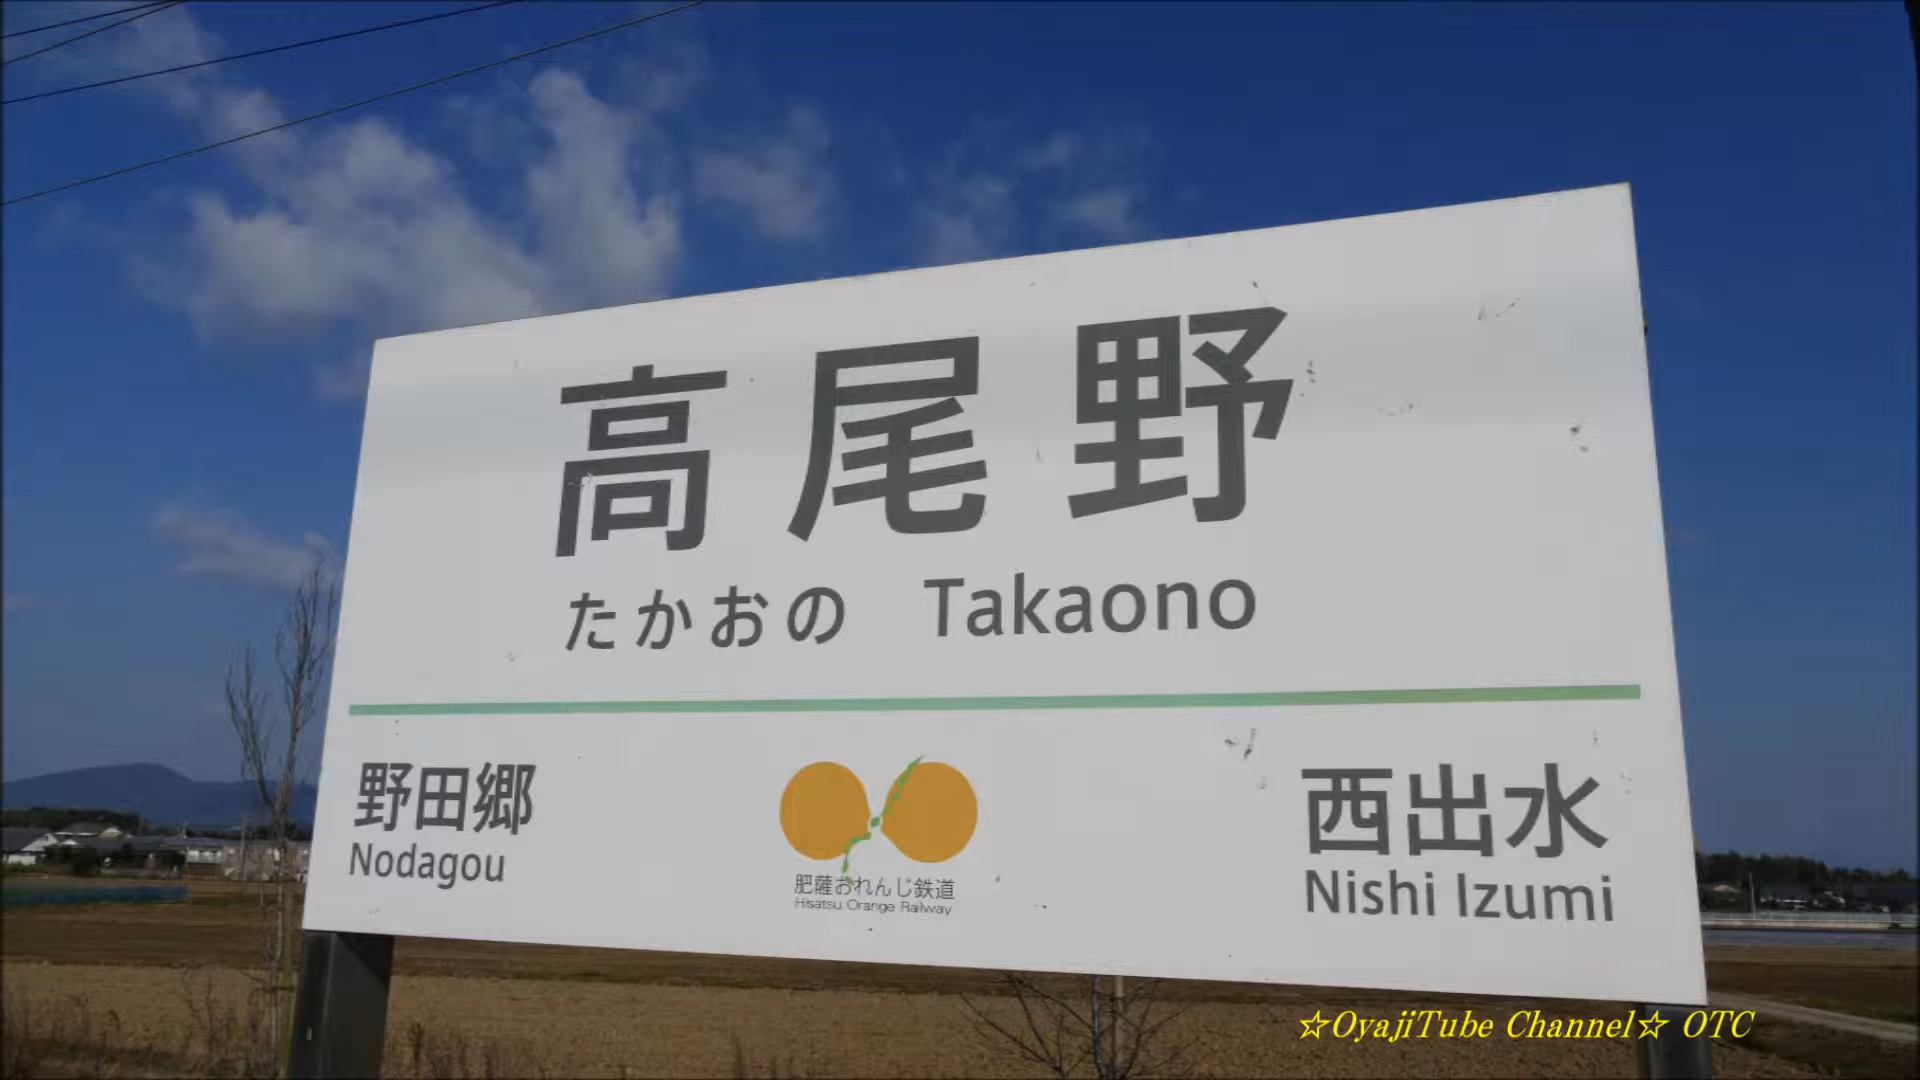 高尾野
たかおの Takaono
野田郷
Nodagou
肥薩おれんじ鉄道
Hisatsu Orange Railway
西出水
Nishi Izumi
☆OyajiTube Channel☆ OTC